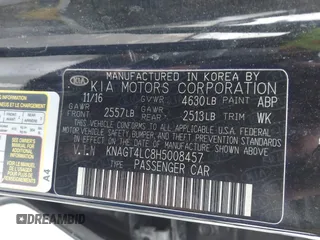 MANUFACTURED IN KOREA BY
KIA MOTORS CORPORATION
11/16 GVWR 4630LB PAINT ABP
GAWR FRONT 2557LB GAWR REAR 2513LB TRIM WK
THIS VEHICLE CONFORMS TO ALL APPLICABLE U.S.A. FEDERAL
MOTOR VEHICLE SAFETY, BUMPER, AND THEFT PREVENTION
STANDARDS IN EFFECT ON THE DATE OF MANUFACTURE SHOWN
ABOVE.
V.I.N KNAGT4LC8H5008457
TYPE: PASSENGER CAR
A4